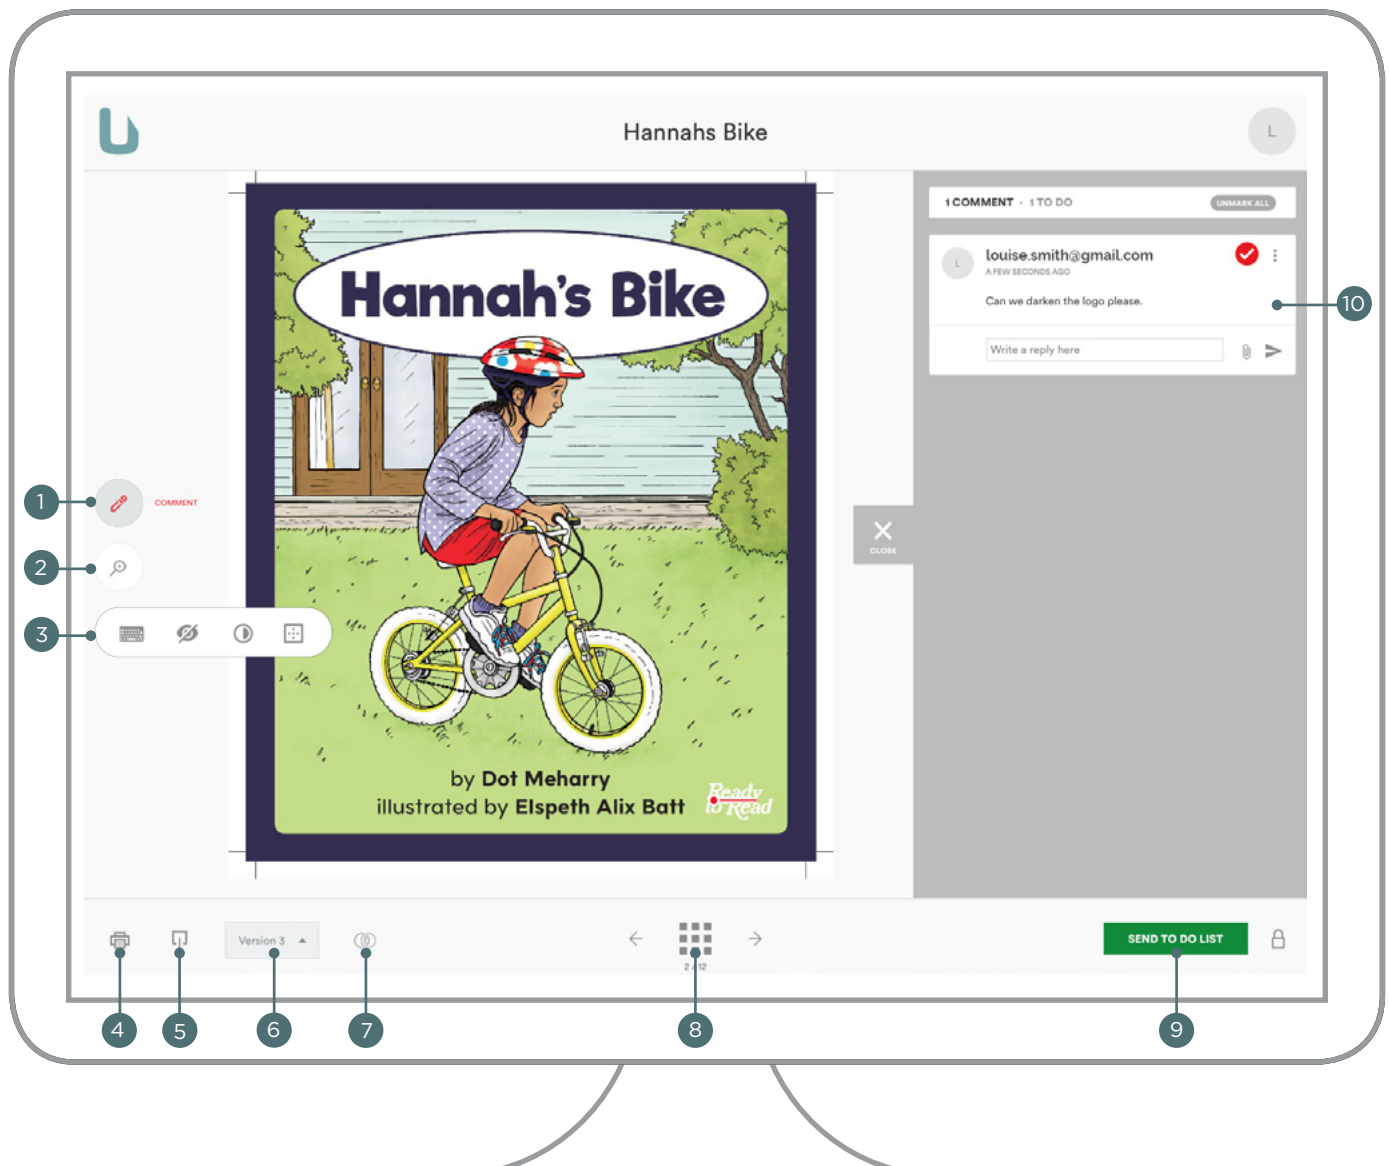 Hannahs Bike
L
1 COMMENT · 1 TO DO
UNMARK ALL
L
louise.smith@gmail.com
A FEW SECONDS AGO
Can we darken the logo please.
Write a reply here
10
Hannah's Bike
1
COMMENT
2
3
CLOSE
by Dot Meharry
illustrated by Elspeth Alix Batt
Ready
to Read
Version 3
2 / 12
SEND TO DO LIST
4
5
6
7
8
9